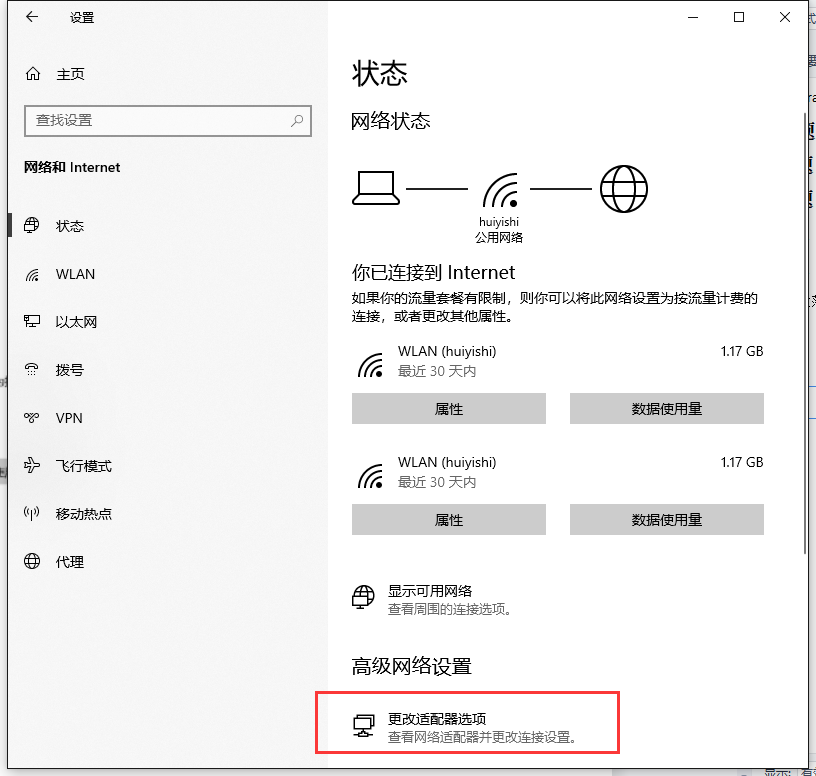 设置
主页
查找设置
网络和 Internet
状态
WLAN
以太网
拨号
VPN
飞行模式
移动热点
代理
状态
网络状态
huiyishi
公用网络
你已连接到 Internet
如果你的流量套餐有限制，则你可以将此网络设置为按流量计费的
连接，或者更改其他属性。
WLAN (huiyishi)
1.17 GB
最近 30 天内
属性
数据使用量
WLAN (huiyishi)
1.17 GB
最近 30 天内
属性
数据使用量
显示可用网络
查看周围的连接选项。
高级网络设置
更改适配器选项
查看网络适配器并更改连接设置。